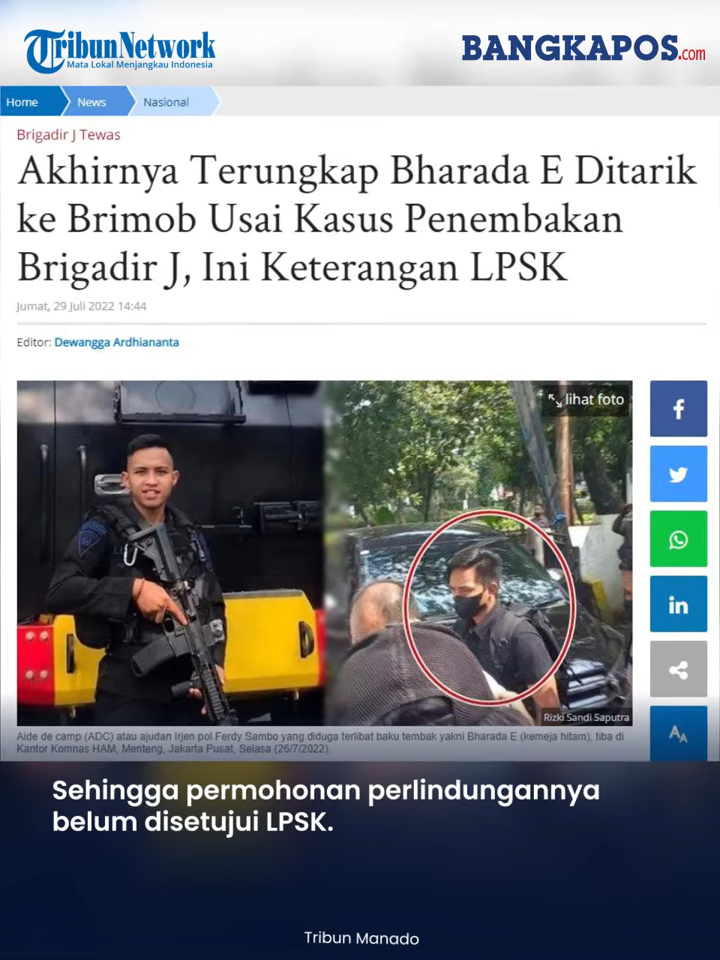 TribunNetwork
Mata Lokal Menjangkau Indonesia
BANGKAPOS.com
Home
News
Nasional
Brigadir J Tewas
Akhirnya Terungkap Bharada E Ditarik
ke Brimob Usai Kasus Penembakan
Brigadir J, Ini Keterangan LPSK
Jumat, 29 Juli 2022 14:44
Editor: Dewangga Ardhiananta
lihat foto
Rizki Sandi Saputra
Aide de camp (ADC) atau ajudan Irjen pol Ferdy Sambo yang diduga terlibat baku tembak yakni Bharada E (kemeja hitam), tiba di
Kantor Komnas HAM, Menteng, Jakarta Pusat, Selasa (26/7/2022).
AA
Sehingga permohonan perlindungannya
belum disetujui LPSK.
Tribun Manado